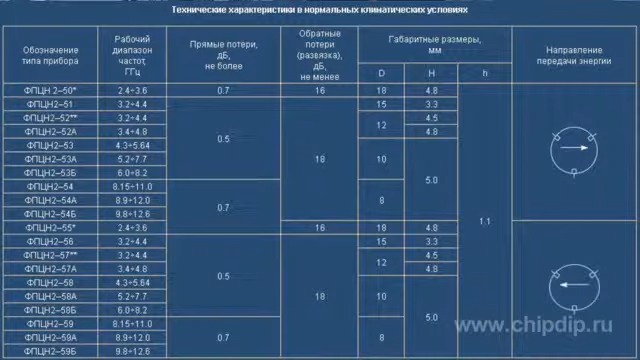 Технические характеристики в нормальных климатических условиях
Обозначение типа прибора
Рабочий диапазон частот, ГГц
Прямые потери, дБ, не более
Обратные потери (развязка), дБ, не менее
Габаритные размеры, мм
Направление передачи энергии
D H h
ФПЦН 2–50* 2.4÷3.6 0.7 16 18 4.8
ФПЦН2–51 3.2÷4.4 15 3.3
ФПЦН2–52** 3.2÷4.4 12 4.5
ФПЦН2–52А 3.4÷4.8 4.8
ФПЦН2–53 4.3÷5.64 0.5
ФПЦН2–53А 5.2÷7.7 18 10
ФПЦН2–53Б 6.0÷8.2 5.0
ФПЦН2–54 8.15÷11.0
ФПЦН2–54А 8.9÷12.0 0.7 8
ФПЦН2–54Б 9.8÷12.6 1.1
ФПЦН2–55* 2.4÷3.6 16 18 4.8
ФПЦН2–56 3.2÷4.4 15 3.3
ФПЦН2–57** 3.2÷4.4 12 4.5
ФПЦН2–57А 3.4÷4.8 4.8
ФПЦН2–58 4.3÷5.64 0.5
ФПЦН2–58А 5.2÷7.7 18 10
ФПЦН2–58Б 6.0÷8.2 5.0
ФПЦН2–59 8.15÷11.0
ФПЦН2–59А 8.9÷12.0 0.7 8
ФПЦН2–59Б 9.8÷12.6
www.chipdip.ru